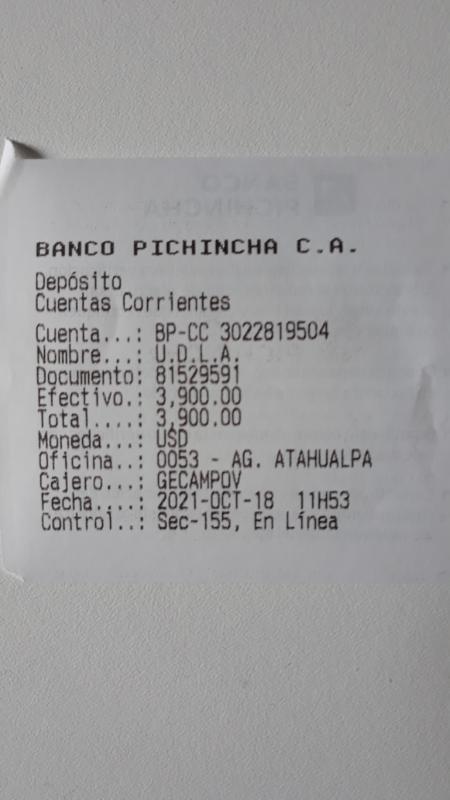 BANCO PICHINCHA C.A.
Depósito
Cuentas Corrientes
Cuenta...: BP-CC 3022819504
Nombre...: U.D.L.A.
Documento: 81529591
Efectivo.: 3,900.00
Total....: 3,900.00
Moneda...: USD
Oficina..: 0053 - AG. ATAHUALPA
Cajero...: GECAMPOV
Fecha....: 2021-OCT-18 11H53
Control..: Sec-155, En Línea